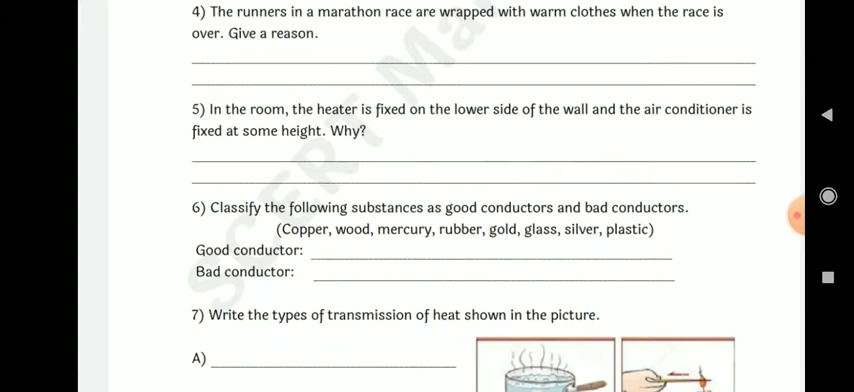 4) The runners in a marathon race are wrapped with warm clothes when the race is
over. Give a reason.
5) In the room, the heater is fixed on the lower side of the wall and the air conditioner is
fixed at some height. Why?
6) Classify the following substances as good conductors and bad conductors.
(Copper, wood, mercury, rubber, gold, glass, silver, plastic)
Good conductor:
Bad conductor:
7) Write the types of transmission of heat shown in the picture.
A)
SCERT Ma